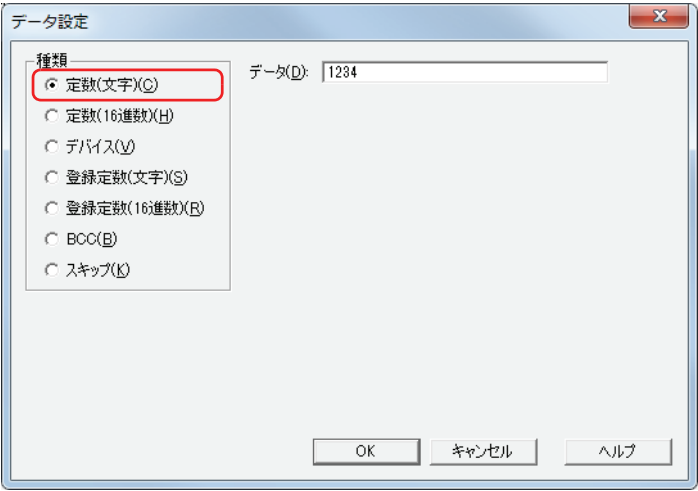 データ設定
種類
定数(文字)(C)
データ(D): 1234
定数(16進数)(H)
デバイス(V)
登録定数(文字)(S)
登録定数(16進数)(R)
BCC(B)
スキップ(K)
OK キャンセル ヘルプ